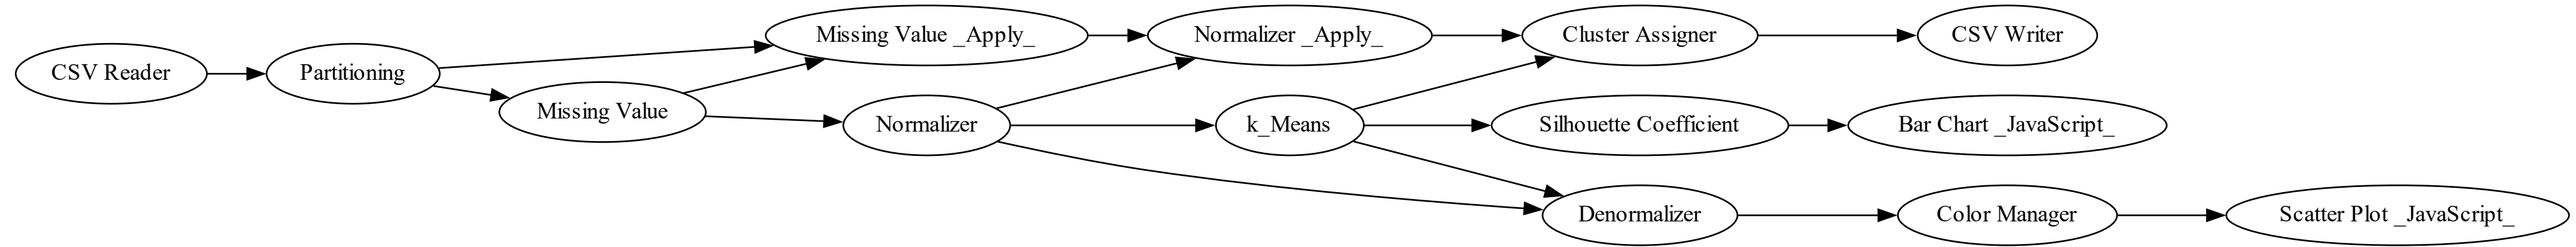 CSV Reader
Partitioning
Missing Value
Missing Value _Apply_
Normalizer
Normalizer _Apply_
k_Means
Cluster Assigner
Silhouette Coefficient
Denormalizer
CSV Writer
Bar Chart _JavaScript_
Color Manager
Scatter Plot _JavaScript_